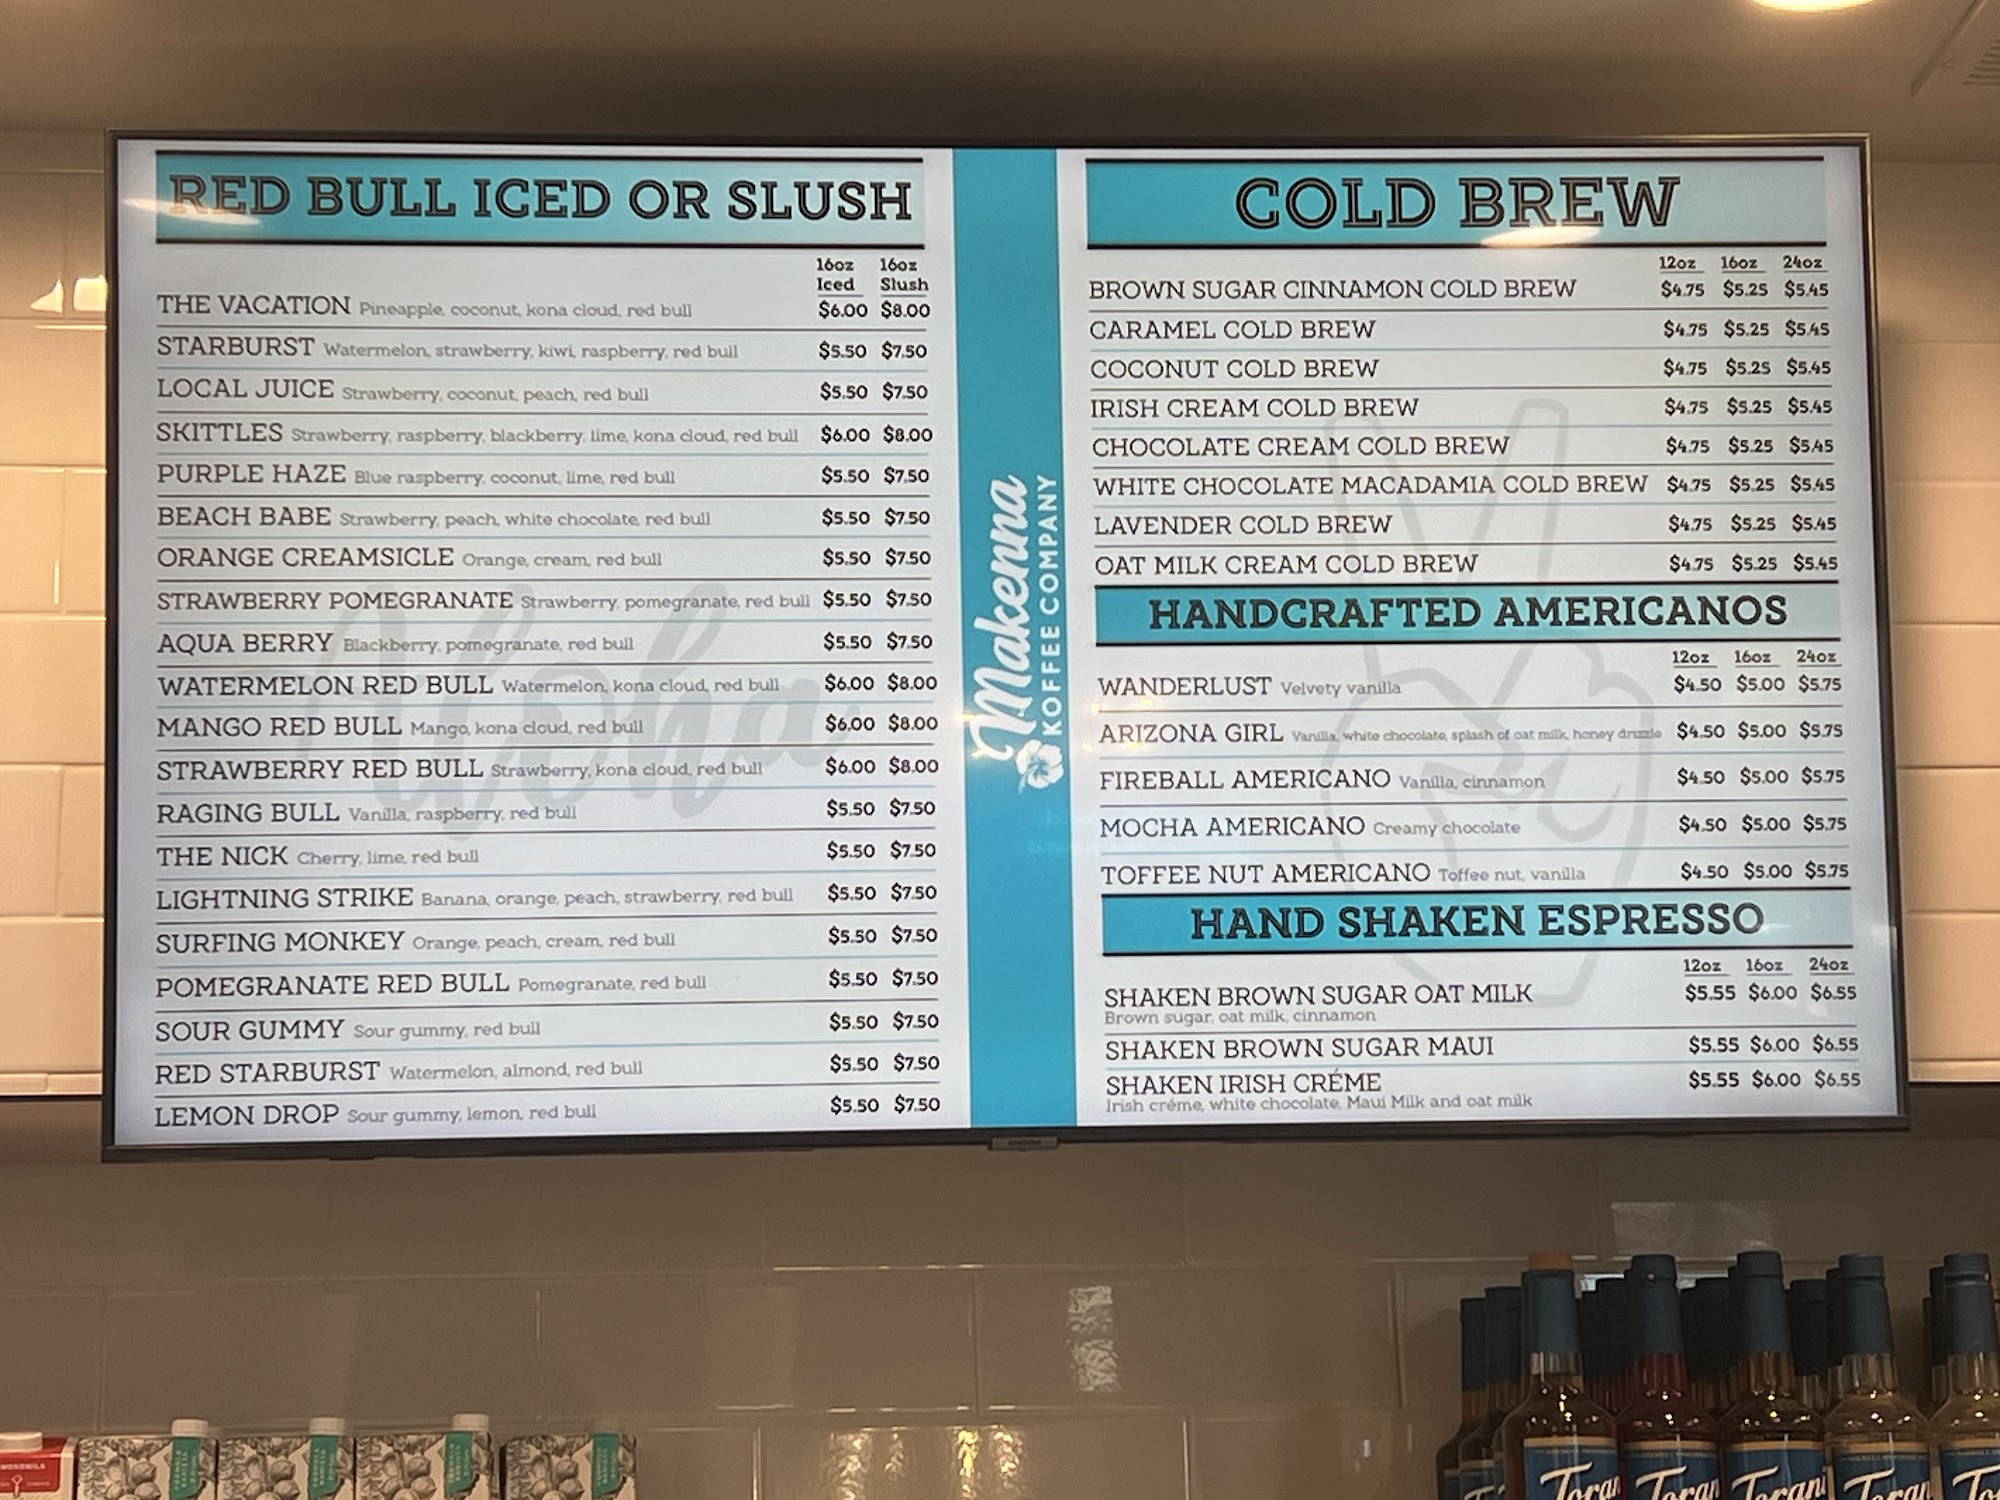 RED BULL ICED OR SLUSH
16oz Iced 16oz Slush
THE VACATION Pineapple, coconut, kona cloud, red bull $6.00 $8.00
STARBURST Watermelon, strawberry, kiwi, raspberry, red bull $5.50 $7.50
LOCAL JUICE Strawberry, coconut, peach, red bull $5.50 $7.50
SKITTLES Strawberry, raspberry, blackberry, lime, kona cloud, red bull $6.00 $8.00
PURPLE HAZE Blue raspberry, coconut, lime, red bull $5.50 $7.50
BEACH BABE Strawberry, peach, white chocolate, red bull $5.50 $7.50
ORANGE CREAMSICLE Orange, cream, red bull $5.50 $7.50
STRAWBERRY POMEGRANATE Strawberry, pomegranate, red bull $5.50 $7.50
AQUA BERRY Blackberry, pomegranate, red bull $5.50 $7.50
WATERMELON RED BULL Watermelon, kona cloud, red bull $6.00 $8.00
MANGO RED BULL Mango, kona cloud, red bull $6.00 $8.00
STRAWBERRY RED BULL Strawberry, kona cloud, red bull $6.00 $8.00
RAGING BULL Vanilla, raspberry, red bull $5.50 $7.50
THE NICK Cherry, lime, red bull $5.50 $7.50
LIGHTNING STRIKE Banana, orange, peach, strawberry, red bull $5.50 $7.50
SURFING MONKEY Orange, peach, cream, red bull $5.50 $7.50
POMEGRANATE RED BULL Pomegranate, red bull $5.50 $7.50
SOUR GUMMY Sour gummy, red bull $5.50 $7.50
RED STARBURST Watermelon, almond, red bull $5.50 $7.50
LEMON DROP Sour gummy, lemon, red bull $5.50 $7.50
Aloha
Makenna
KOFFEE COMPANY
COLD BREW
12oz 16oz 24oz
BROWN SUGAR CINNAMON COLD BREW $4.75 $5.25 $5.45
CARAMEL COLD BREW $4.75 $5.25 $5.45
COCONUT COLD BREW $4.75 $5.25 $5.45
IRISH CREAM COLD BREW $4.75 $5.25 $5.45
CHOCOLATE CREAM COLD BREW $4.75 $5.25 $5.45
WHITE CHOCOLATE MACADAMIA COLD BREW $4.75 $5.25 $5.45
LAVENDER COLD BREW $4.75 $5.25 $5.45
OAT MILK CREAM COLD BREW $4.75 $5.25 $5.45
HANDCRAFTED AMERICANOS
12oz 16oz 24oz
WANDERLUST Velvety vanilla $4.50 $5.00 $5.75
ARIZONA GIRL Vanilla, white chocolate, splash of oat milk, honey drizzle $4.50 $5.00 $5.75
FIREBALL AMERICANO Vanilla, cinnamon $4.50 $5.00 $5.75
MOCHA AMERICANO Creamy chocolate $4.50 $5.00 $5.75
TOFFEE NUT AMERICANO Toffee nut, vanilla $4.50 $5.00 $5.75
HAND SHAKEN ESPRESSO
12oz 16oz 24oz
SHAKEN BROWN SUGAR OAT MILK $5.55 $6.00 $6.55
Brown sugar, oat milk, cinnamon
SHAKEN BROWN SUGAR MAUI $5.55 $6.00 $6.55
SHAKEN IRISH CRÉME $5.55 $6.00 $6.55
Irish créme, white chocolate, Maui Milk and oat milk
SAMSUNG
Torani Torani Torani Torani